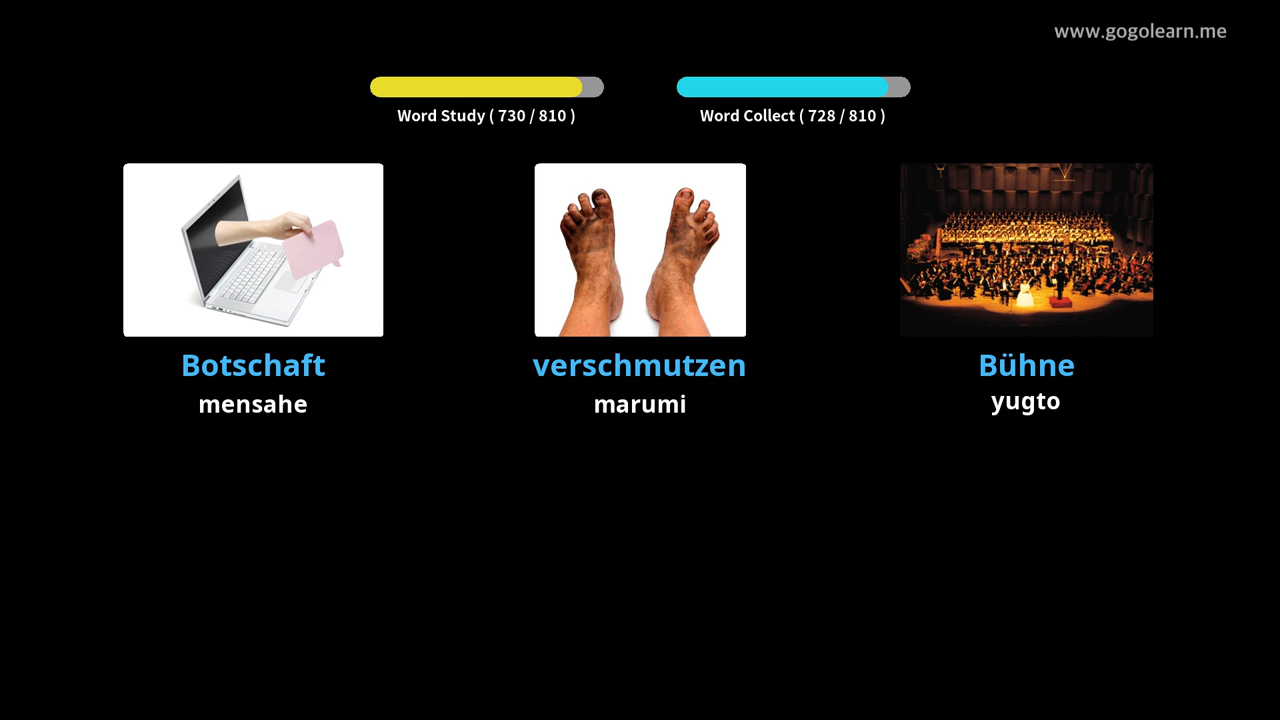 www.gogolearn.me
Word Study ( 730 / 810 )
Word Collect ( 728 / 810 )
Botschaft
mensahe
verschmutzen
marumi
Bühne
yugto